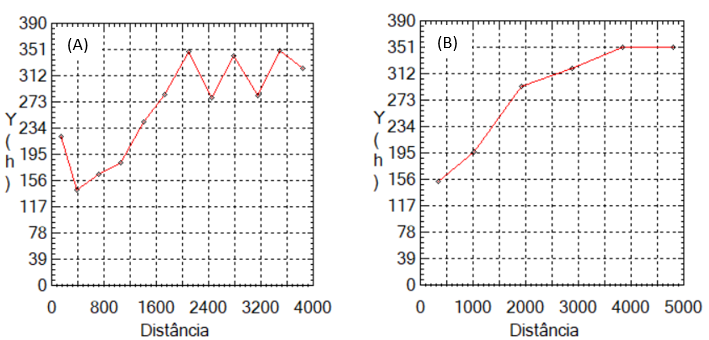 (A)
390
351
312
273
234
195
156
117
78
39
0
Y
(
h
)
0 800 1600 2400 3200 4000
Distância
(B)
390
351
312
273
234
195
156
117
78
39
0
Y
(
h
)
0 1000 2000 3000 4000 5000
Distância